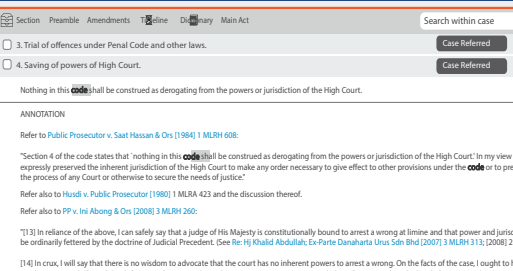 Section Preamble Amendments Timeline Dictionary Main Act Search within case
3. Trial of offences under Penal Code and other laws. Case Referred
4. Saving of powers of High Court. Case Referred
Nothing in this code shall be construed as derogating from the powers or jurisdiction of the High Court.
ANNOTATION
Refer to Public Prosecutor v. Saat Hassan & Ors [1984] 1 MLRH 608:
"Section 4 of the code states that `nothing in this code shall be construed as derogating from the powers or jurisdiction of the High Court.' In my view
expressly preserved the inherent jurisdiction of the High Court to make any order necessary to give effect to other provisions under the code or to pre
the process of any Court or otherwise to secure the needs of justice."
Refer also to Husdi v. Public Prosecutor [1980] 1 MLRA 423 and the discussion thereof.
Refer also to PP v. Ini Abong & Ors [2008] 3 MLRH 260:
"[13] In reliance of the above, I can safely say that a judge of His Majesty is constitutionally bound to arrest a wrong at limine and that power and jurisd
be ordinarily fettered by the doctrine of Judicial Precedent. (See Re: Hj Khalid Abdullah; Ex-Parte Danaharta Urus Sdn Bhd [2007] 3 MLRH 313; [2008] 2
[14] In crux, I will say that there is no wisdom to advocate that the court has no inherent powers to arrest a wrong. On the facts of the case, I ought to h